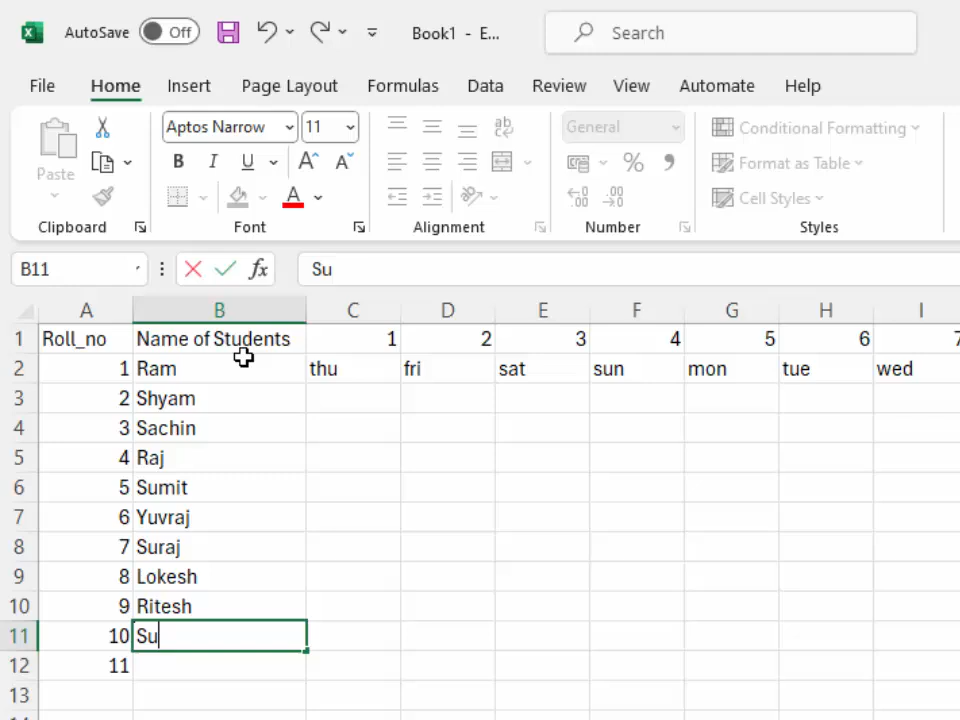 AutoSave Off Book1 - E... Search
File Home Insert Page Layout Formulas Data Review View Automate Help
Paste
Aptos Narrow 11
B I U A A A
ab
General
% 9
Conditional Formatting
Format as Table
Cell Styles
Clipboard Font Alignment Number Styles
B11 fx Su
A B C D E F G H I
1 Roll_no Name of Students 1 2 3 4 5 6 7
2 1 Ram thu fri sat sun mon tue wed
3 2 Shyam
4 3 Sachin
5 4 Raj
6 5 Sumit
7 6 Yuvraj
8 7 Suraj
9 8 Lokesh
10 9 Ritesh
11 10 Su
12 11
13